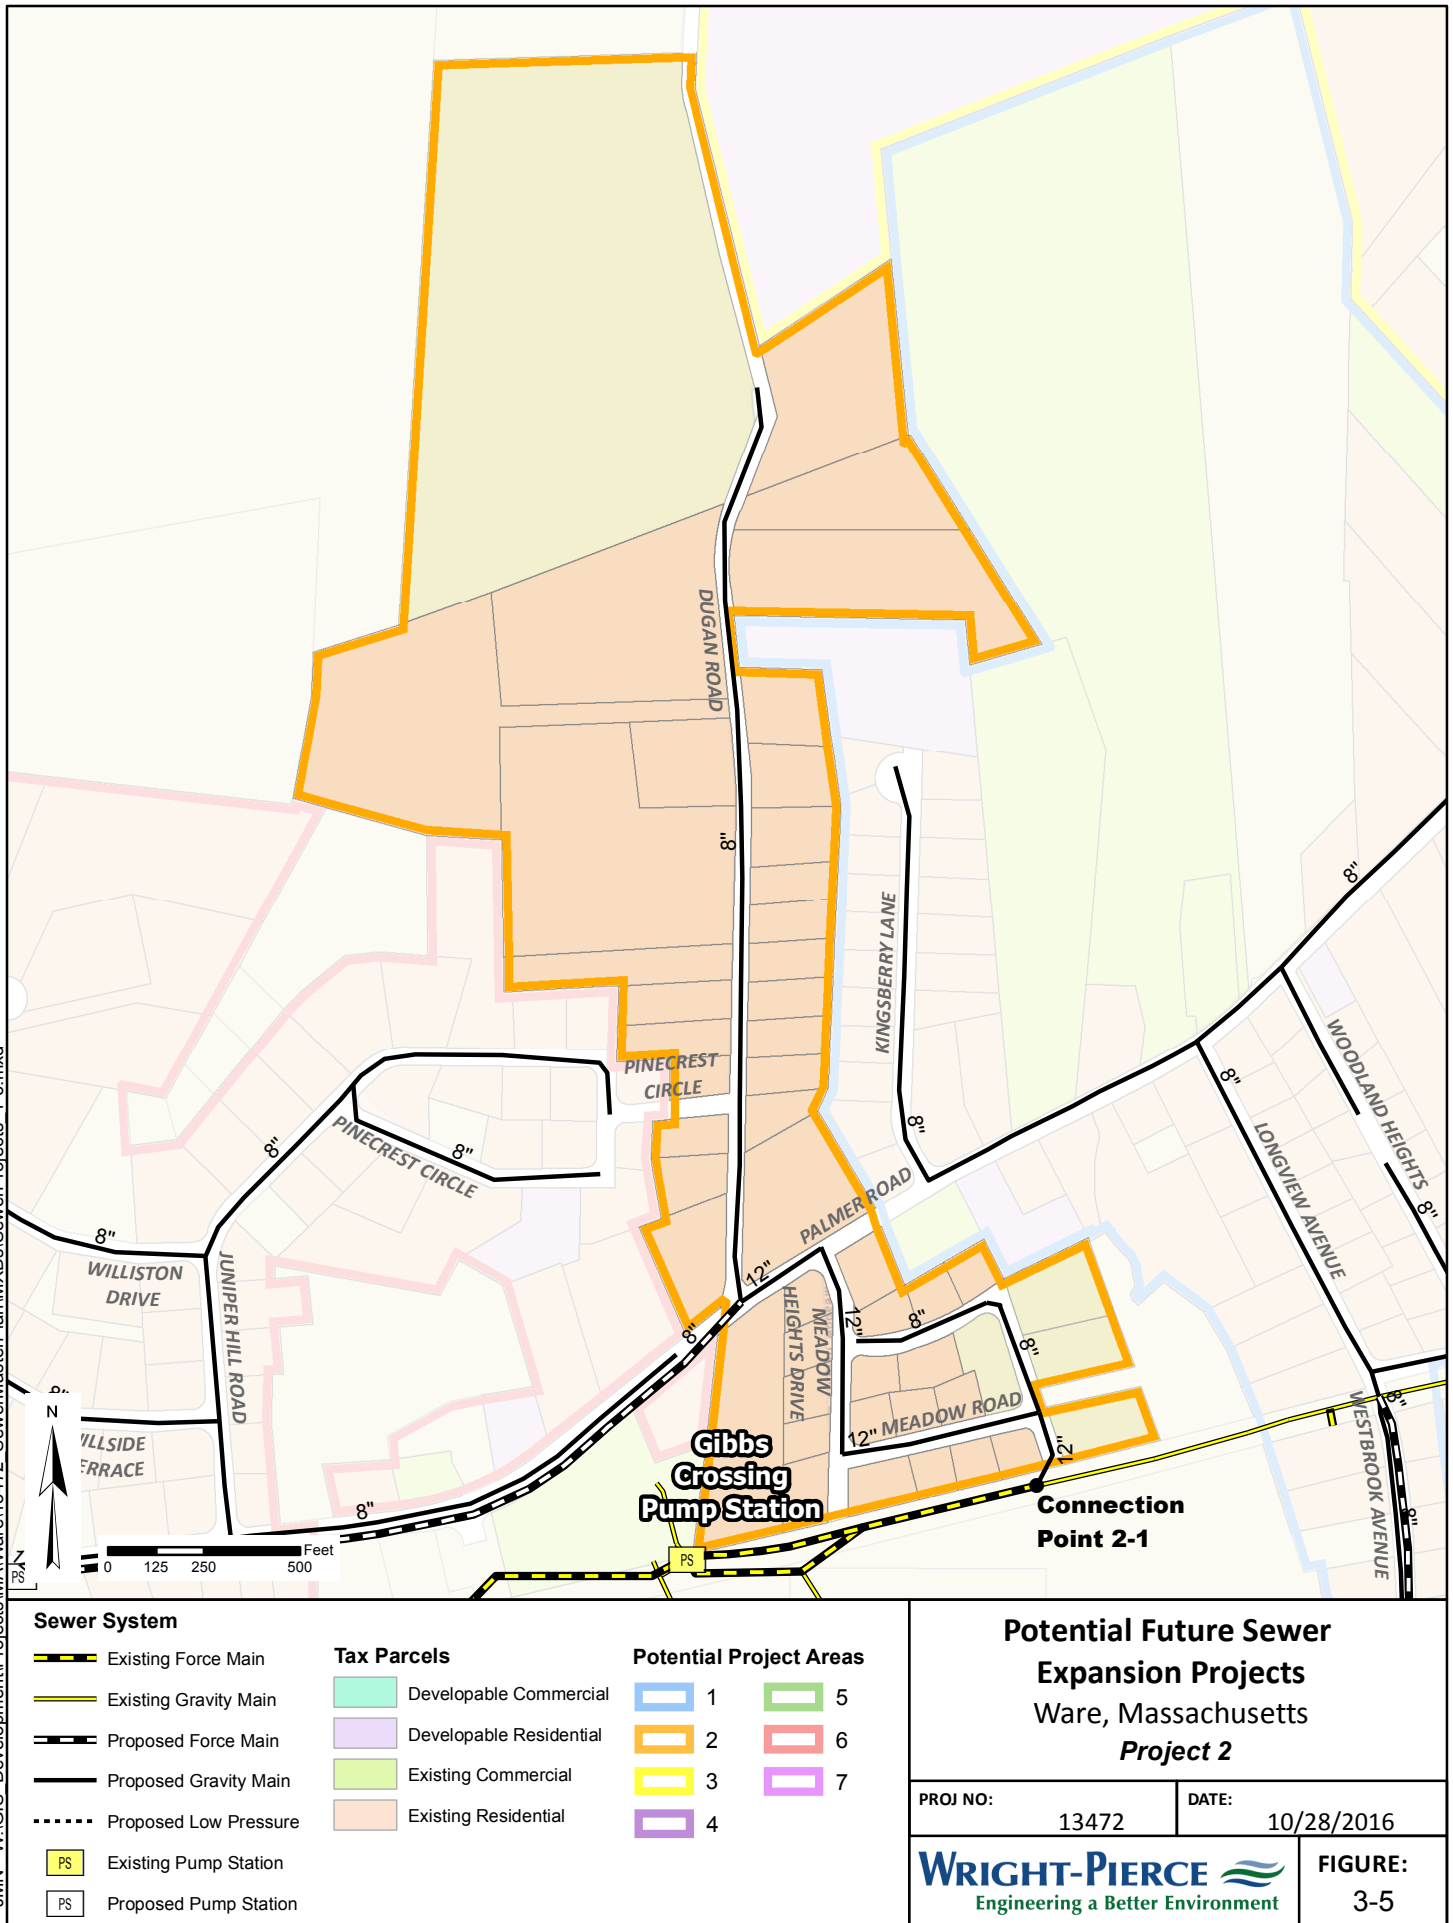 DUGAN ROAD
8"
KINGSBERRY LANE
8"
PINECREST
CIRCLE
8"
PINECREST CIRCLE
8"
8"
8"
WILLISTON
DRIVE
JUNIPER HILL ROAD
8"
WOODLAND HEIGHTS
8"
LONGVIEW AVENUE
8"
PALMER ROAD
12"
8"
MEADOW
HEIGHTS DRIVE
12"
8"
8"
12" MEADOW ROAD
12"
WESTBROOK AVENUE
8"
8"
8"
ILLSIDE
ERRACE
8"
Gibbs
Crossing
Pump Station
PS
Connection
Point 2-1
N
Feet
0 125 250 500
PS
Sewer System
Existing Force Main
Existing Gravity Main
Proposed Force Main
Proposed Gravity Main
Proposed Low Pressure
PS Existing Pump Station
PS Proposed Pump Station
Tax Parcels
Developable Commercial
Developable Residential
Existing Commercial
Existing Residential
Potential Project Areas
1
2
3
4
5
6
7
Potential Future Sewer
Expansion Projects
Ware, Massachusetts
Project 2
PROJ NO:
13472
DATE:
10/28/2016
WRIGHT-PIERCE
Engineering a Better Environment
FIGURE:
3-5